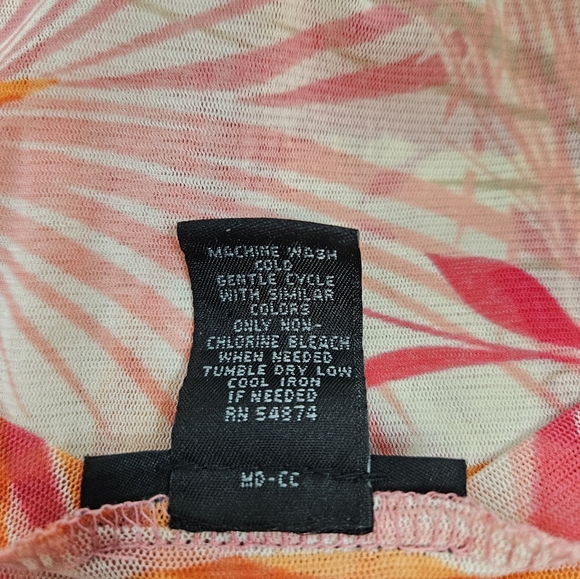 MACHINE WASH
COLD
GENTLE CYCLE
WITH SIMILAR
COLORS
ONLY NON-
CHLORINE BLEACH
WHEN NEEDED
TUMBLE DRY LOW
COOL IRON
IF NEEDED
RN 54874
MD-CC